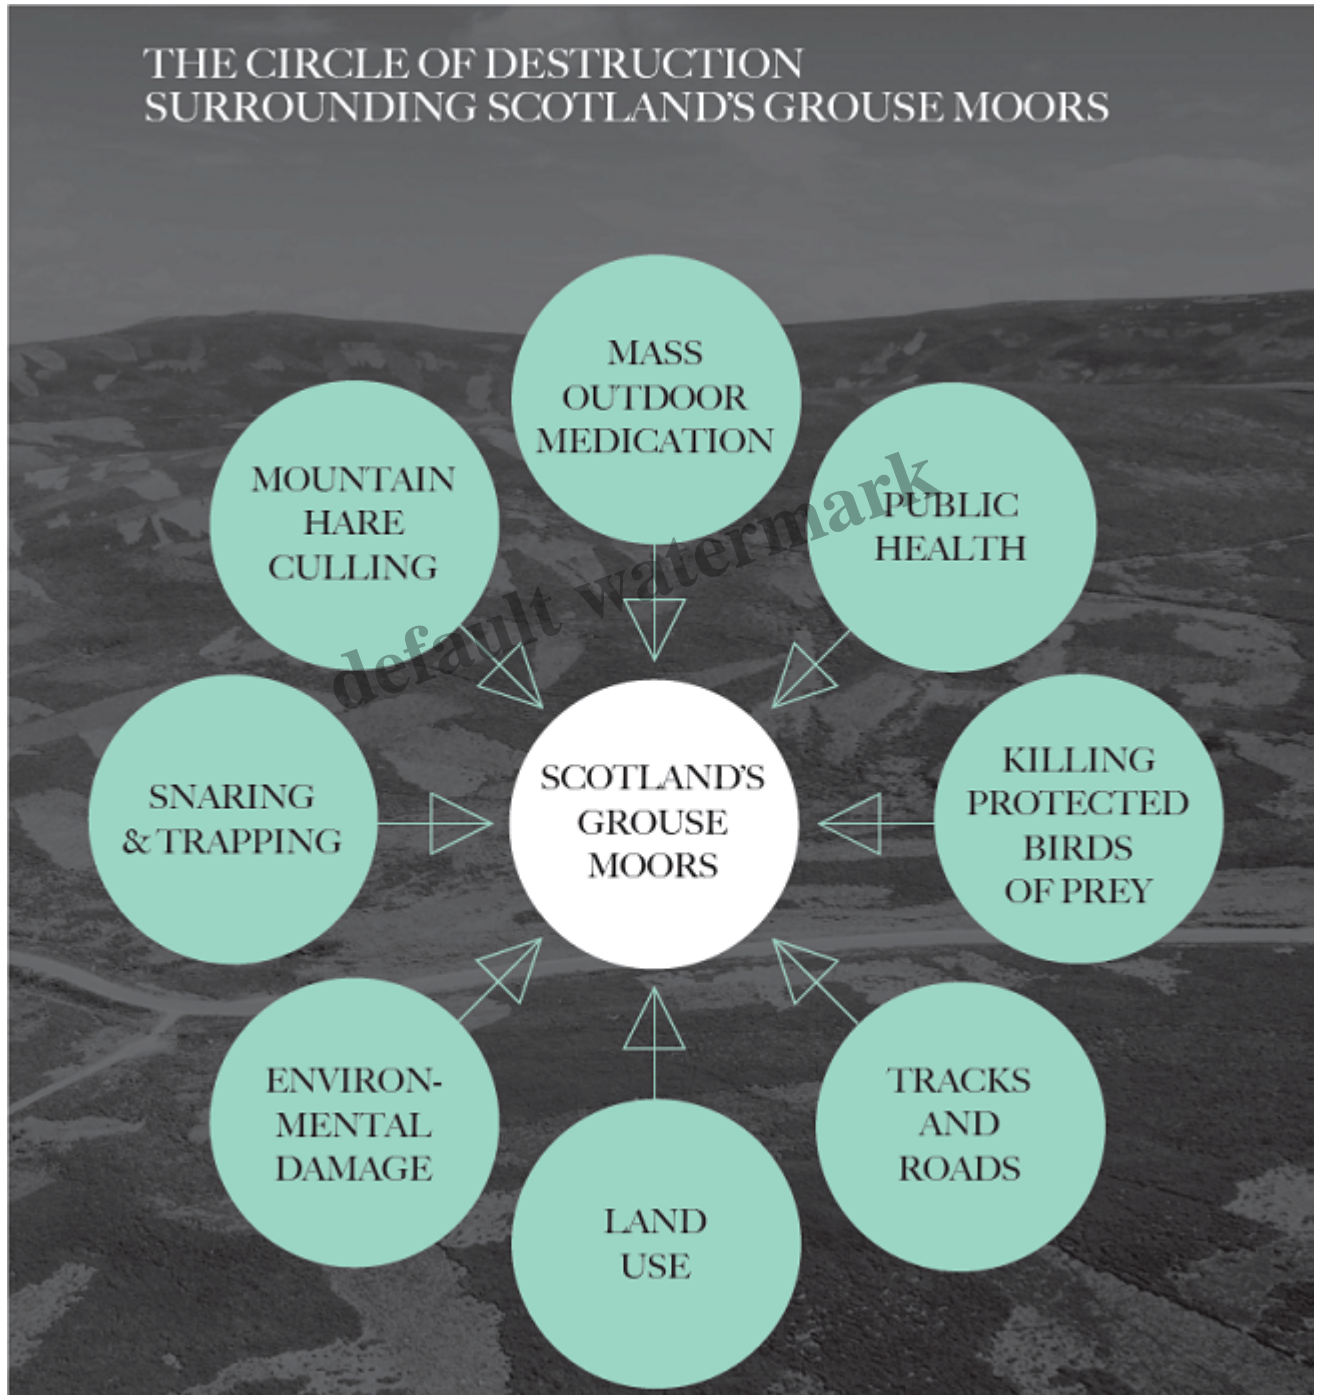 THE CIRCLE OF DESTRUCTION
SURROUNDING SCOTLAND'S GROUSE MOORS
MASS
OUTDOOR
MEDICATION
PUBLIC
HEALTH
KILLING
PROTECTED
BIRDS
OF PREY
TRACKS
AND
ROADS
LAND
USE
ENVIRON-
MENTAL
DAMAGE
SNARING
& TRAPPING
MOUNTAIN
HARE
CULLING
SCOTLAND'S
GROUSE
MOORS
default watermark